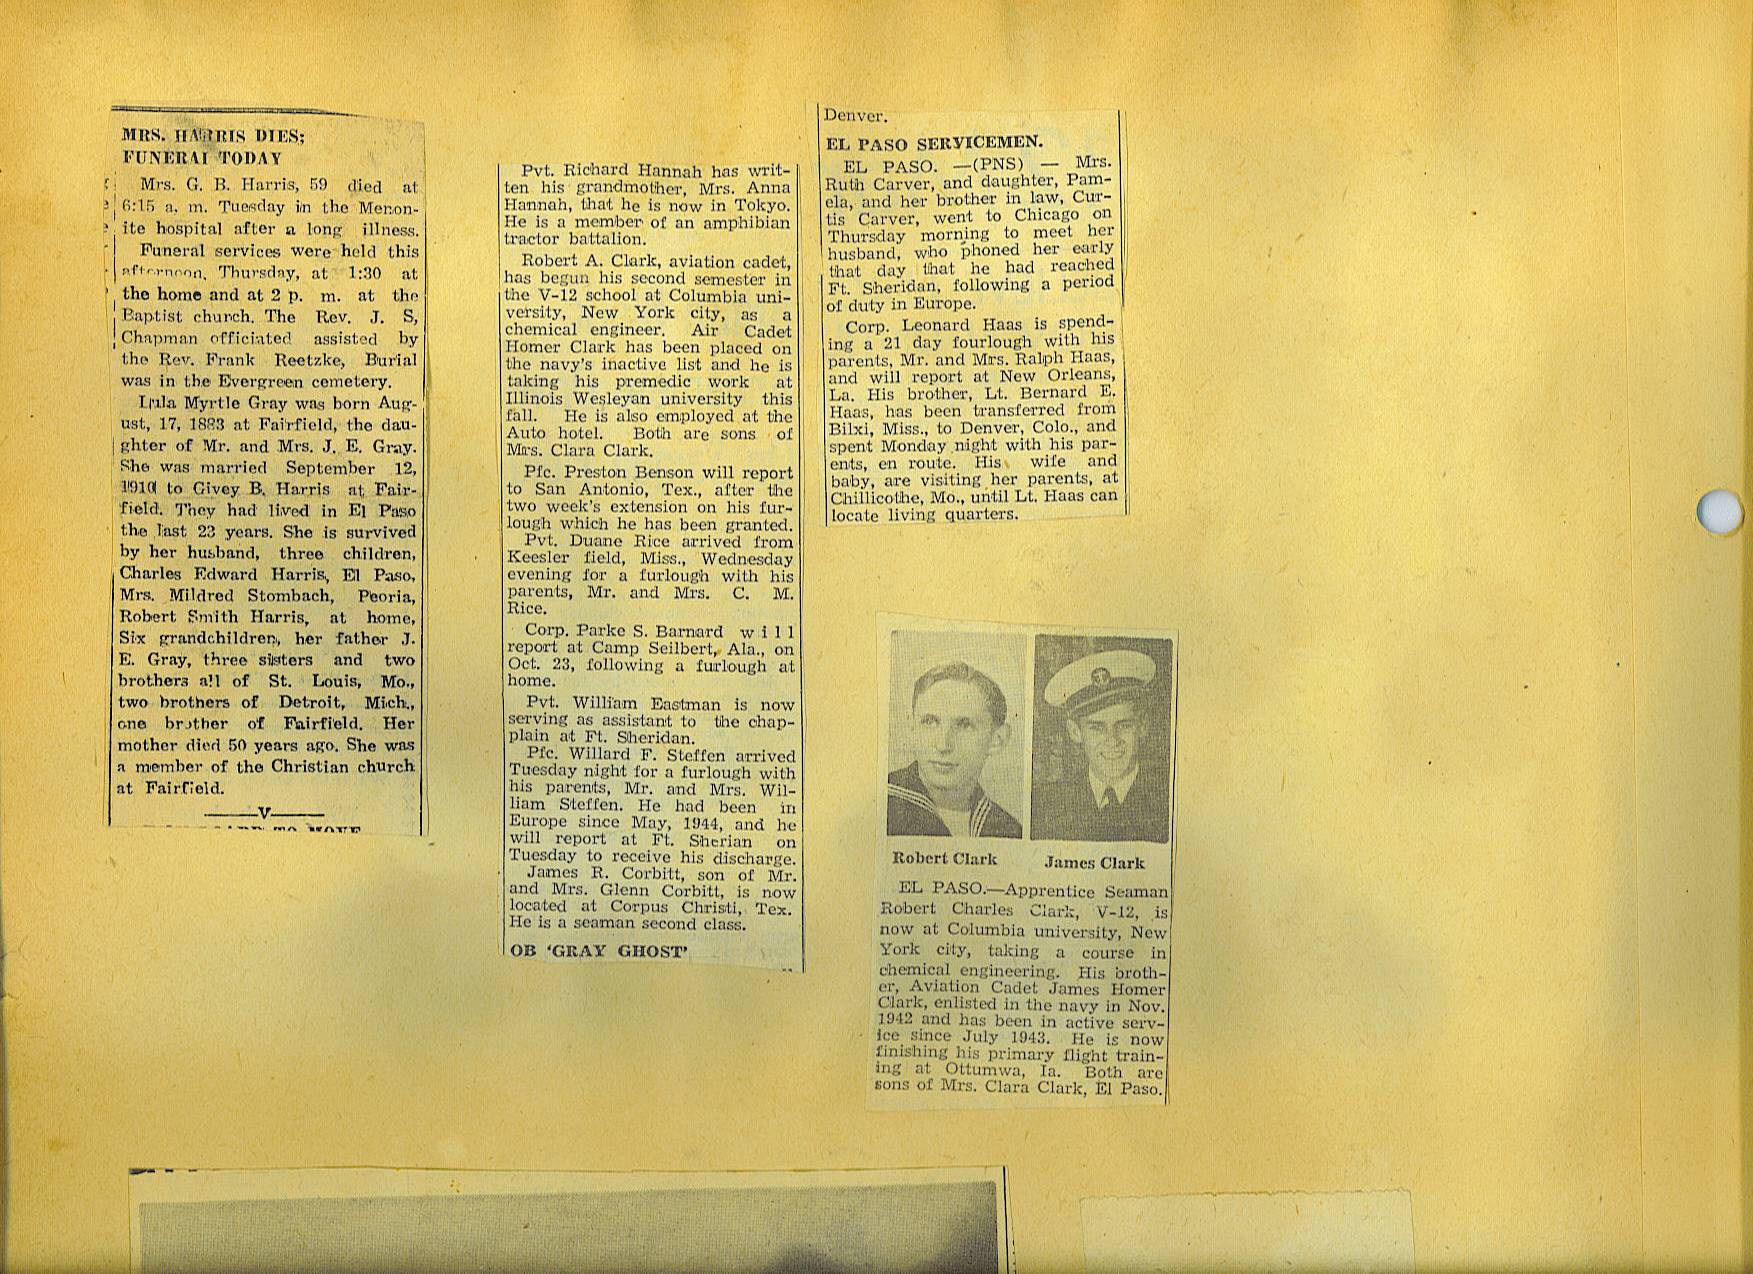 MRS. HARRIS DIES;
FUNERAL TODAY
Mrs. G. B. Harris, 59 died at
6:15 a. m. Tuesday in the Menon-
ite hospital after a long illness.
Funeral services were held this
afternoon, Thursday, at 1:30 at
the home and at 2 p. m. at the
Baptist church. The Rev. J. S,
Chapman officiated assisted by
the Rev. Frank Reetzke, Burial
was in the Evergreen cemetery.
Lula Myrtle Gray was born Aug-
ust, 17, 1883 at Fairfield, the dau-
ghter of Mr. and Mrs. J. E. Gray.
She was married September 12,
1910 to Givey B. Harris at Fair-
field. They had lived in El Paso
the last 23 years. She is survived
by her husband, three children,
Charles Edward Harris, El Paso,
Mrs. Mildred Stombach, Peoria,
Robert Smith Harris, at home,
Six grandchildren, her father J.
E. Gray, three sisters and two
brothers all of St. Louis, Mo.,
two brothers of Detroit, Mich.,
one brother of Fairfield. Her
mother died 50 years ago. She was
a member of the Christian church
at Fairfield.
V
TO MOVE
Pvt. Richard Hannah has writ-
ten his grandmother, Mrs. Anna
Hannah, that he is now in Tokyo.
He is a member of an amphibian
tractor battalion.
Robert A. Clark, aviation cadet,
has begun his second semester in
the V-12 school at Columbia uni-
versity, New York city, as a
chemical engineer. Air Cadet
Homer Clark has been placed on
the navy's inactive list and he is
taking his premedic work at
Illinois Wesleyan university this
fall. He is also employed at the
Auto hotel. Both are sons of
Mrs. Clara Clark.
Pfc. Preston Benson will report
to San Antonio, Tex., after the
two week's extension on his fur-
lough which he has been granted.
Pvt. Duane Rice arrived from
Keesler field, Miss., Wednesday
evening for a furlough with his
parents, Mr. and Mrs. C. M.
Rice.
Corp. Parke S. Barnard will
report at Camp Seilbert, Ala., on
Oct. 23, following a furlough at
home.
Pvt. William Eastman is now
serving as assistant to the chap-
plain at Ft. Sheridan.
Pfc. Willard F. Steffen arrived
Tuesday night for a furlough with
his parents, Mr. and Mrs. Wil-
liam Steffen. He had been in
Europe since May, 1944, and he
will report at Ft. Sherian on
Tuesday to receive his discharge.
James R. Corbitt, son of Mr.
and Mrs. Glenn Corbitt, is now
located at Corpus Christi, Tex.
He is a seaman second class.
OB 'GRAY GHOST'
Denver.
EL PASO SERVICEMEN.
EL PASO. —(PNS) — Mrs.
Ruth Carver, and daughter, Pam-
ela, and her brother in law, Cur-
tis Carver, went to Chicago on
Thursday morning to meet her
husband, who phoned her early
that day that he had reached
Ft. Sheridan, following a period
of duty in Europe.
Corp. Leonard Haas is spend-
ing a 21 day fourlough with his
parents, Mr. and Mrs. Ralph Haas,
and will report at New Orleans,
La. His brother, Lt. Bernard E.
Haas, has been transferred from
Bilxi, Miss., to Denver, Colo., and
spent Monday night with his par-
ents, en route. His wife and
baby, are visiting her parents, at
Chillicothe, Mo., until Lt. Haas can
locate living quarters.
Robert Clark
James Clark
EL PASO.—Apprentice Seaman
Robert Charles Clark, V-12, is
now at Columbia university, New
York city, taking a course in
chemical engineering. His broth-
er, Aviation Cadet James Homer
Clark, enlisted in the navy in Nov.
1942 and has been in active serv-
ice since July 1943. He is now
finishing his primary flight train-
ing at Ottumwa, Ia. Both are
sons of Mrs. Clara Clark, El Paso.